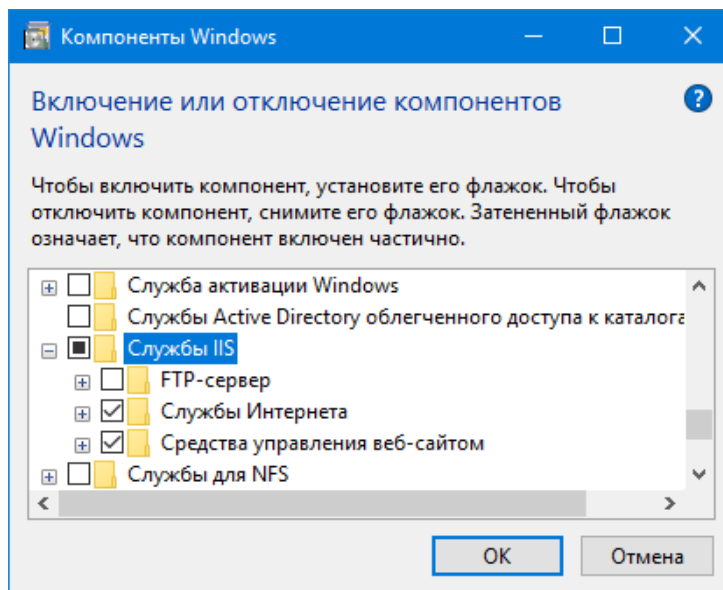 Компоненты Windows
Включение или отключение компонентов
Windows
Чтобы включить компонент, установите его флажок. Чтобы
отключить компонент, снимите его флажок. Затененный флажок
означает, что компонент включен частично.
Служба активации Windows
Службы Active Directory облегченного доступа к каталога
Службы IIS
FTP-сервер
Службы Интернета
Средства управления веб-сайтом
Службы для NFS
ОК
Отмена